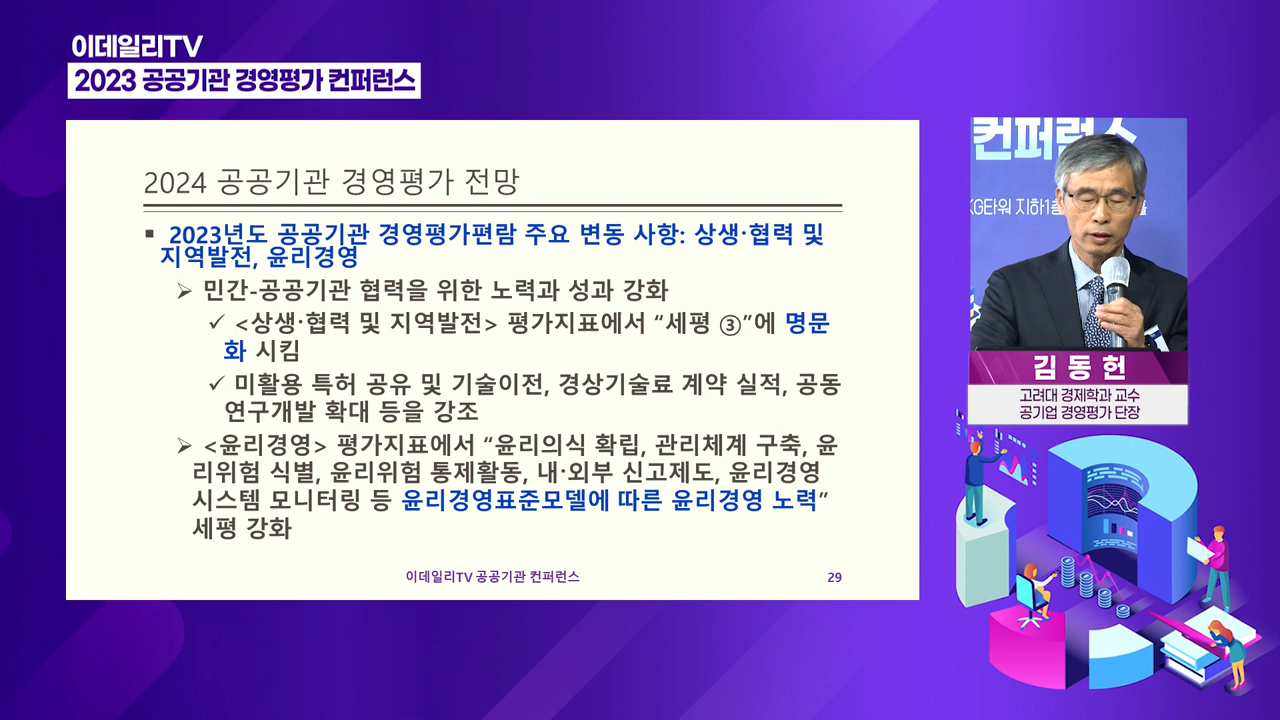 이데일리TV
2023 공공기관 경영평가 컨퍼런스
2024 공공기관 경영평가 전망
▪ 2023년도 공공기관 경영평가편람 주요 변동 사항: 상생·협력 및
지역발전, 윤리경영
➢ 민간-공공기관 협력을 위한 노력과 성과 강화
✓ <상생·협력 및 지역발전> 평가지표에서 “세평 ③”에 명문
화 시킴
✓ 미활용 특허 공유 및 기술이전, 경상기술료 계약 실적, 공동
연구개발 확대 등을 강조
➢ <윤리경영> 평가지표에서 “윤리의식 확립, 관리체계 구축, 윤
리위험 식별, 윤리위험 통제활동, 내·외부 신고제도, 윤리경영
시스템 모니터링 등 윤리경영표준모델에 따른 윤리경영 노력”
세평 강화
이데일리TV 공공기관 컨퍼런스
29
컨퍼런스
KG타워 지하1층
김동헌
고려대 경제학과 교수
공기업 경영평가 단장